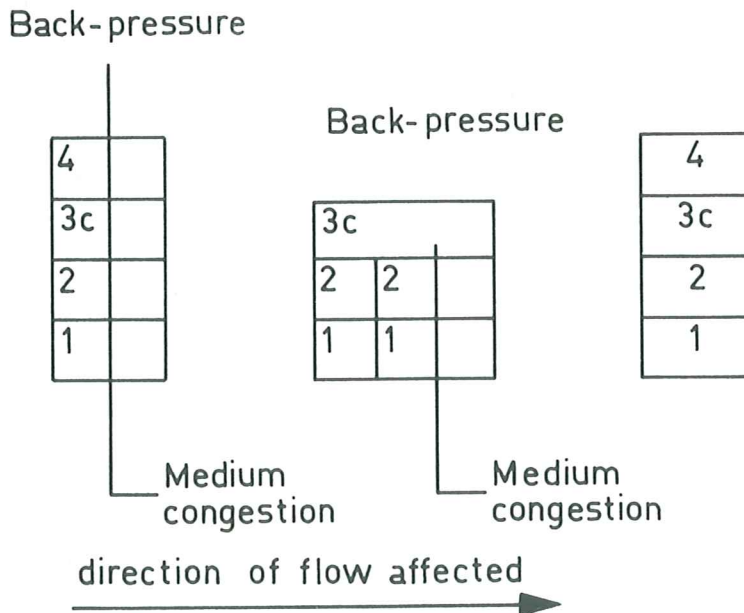 Back-pressure
Back-pressure
4
3c
2
1
3c
2 2
1 1
4
3c
2
1
Medium
congestion
Medium
congestion
direction of flow affected